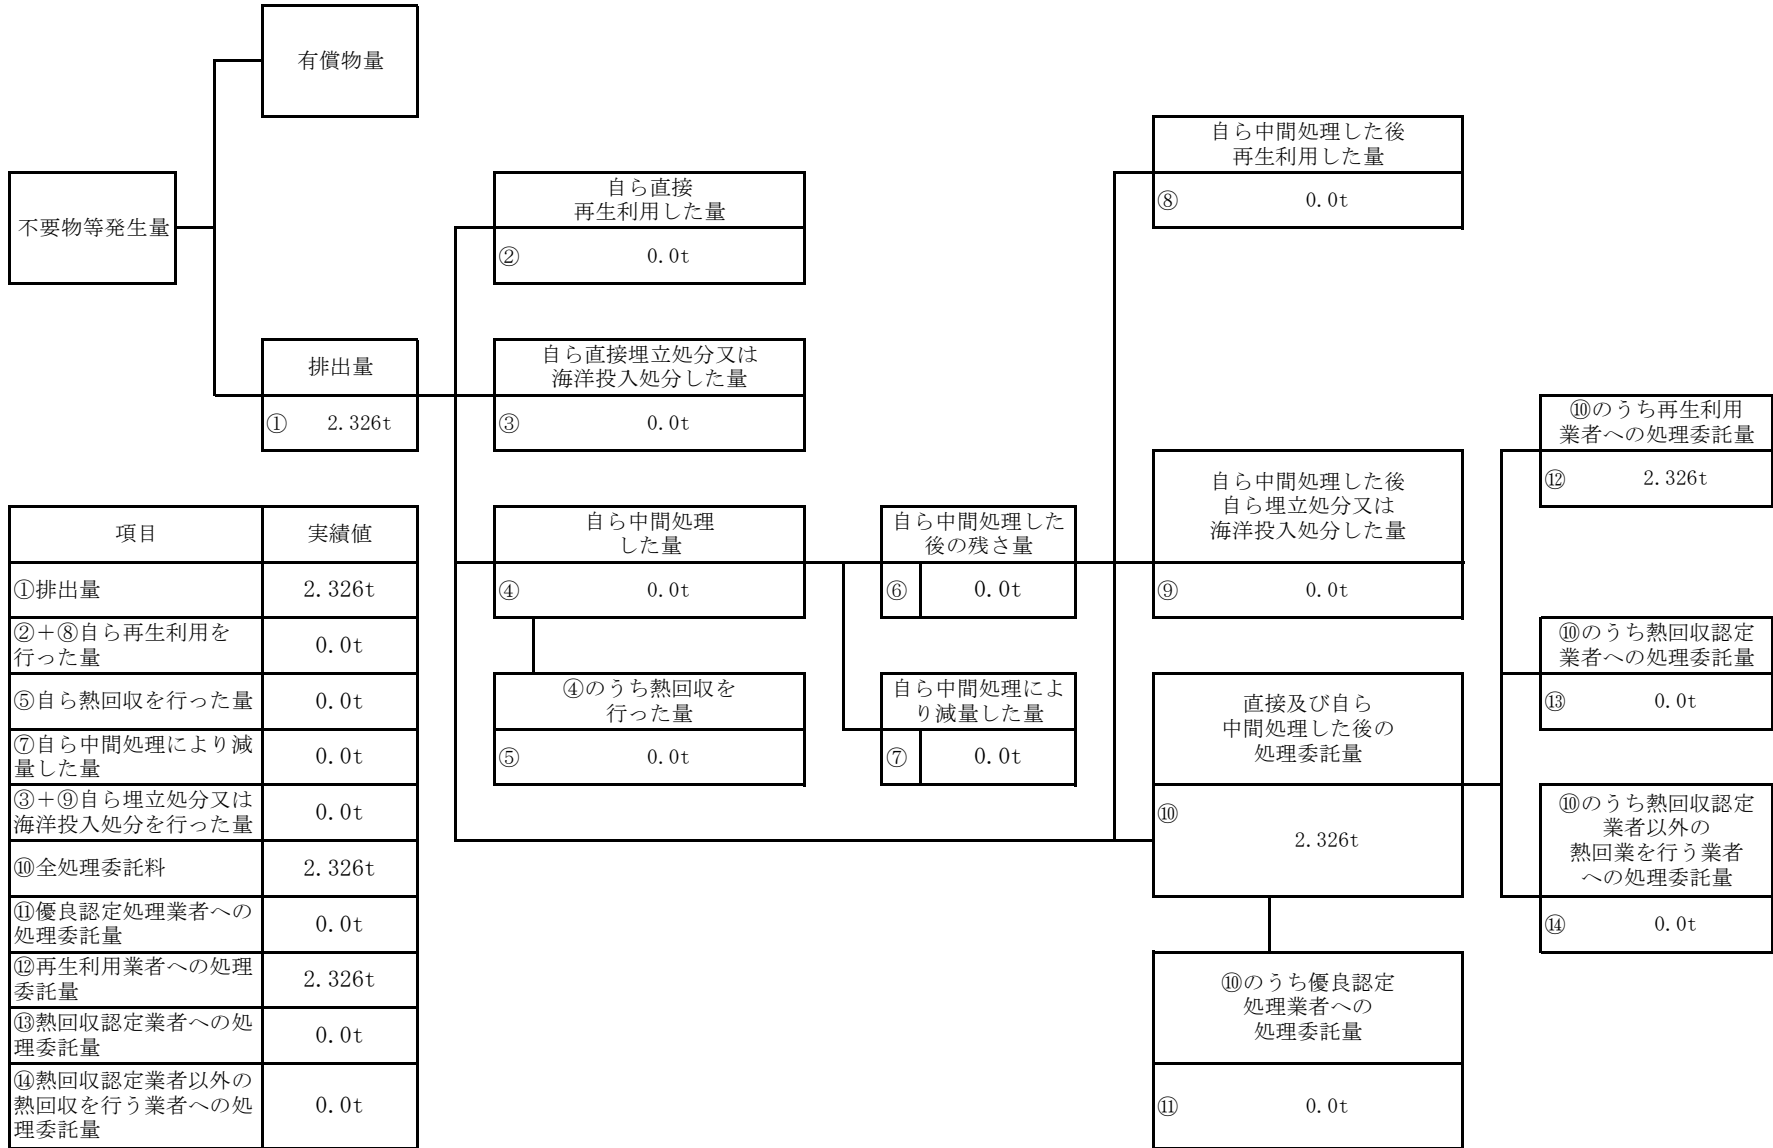 有償物量
不要物等発生量
排出量
① 2.326t
自ら直接
再生利用した量
② 0.0t
自ら直接埋立処分又は
海洋投入処分した量
③ 0.0t
自ら中間処理
した量
④ 0.0t
④のうち熱回収を
行った量
⑤ 0.0t
自ら中間処理した
後の残さ量
⑥ 0.0t
自ら中間処理によ
り減量した量
⑦ 0.0t
自ら中間処理した後
再生利用した量
⑧ 0.0t
自ら中間処理した後
自ら埋立処分又は
海洋投入処分した量
⑨ 0.0t
直接及び自ら
中間処理した後の
処理委託量
⑩
2.326t
⑩のうち優良認定
処理業者への
処理委託量
⑪ 0.0t
⑩のうち再生利用
業者への処理委託量
⑫ 2.326t
⑩のうち熱回収認定
業者への処理委託量
⑬ 0.0t
⑩のうち熱回収認定
業者以外の
熱回業を行う業者
への処理委託量
⑭ 0.0t
項目 実績値
①排出量 2.326t
②＋⑧自ら再生利用を
行った量 0.0t
⑤自ら熱回収を行った量 0.0t
⑦自ら中間処理により減
量した量 0.0t
③＋⑨自ら埋立処分又は
海洋投入処分を行った量 0.0t
⑩全処理委託料 2.326t
⑪優良認定処理業者への
処理委託量 0.0t
⑫再生利用業者への処理
委託量 2.326t
⑬熱回収認定業者への処
理委託量 0.0t
⑭熱回収認定業者以外の
熱回収を行う業者への処
理委託量 0.0t